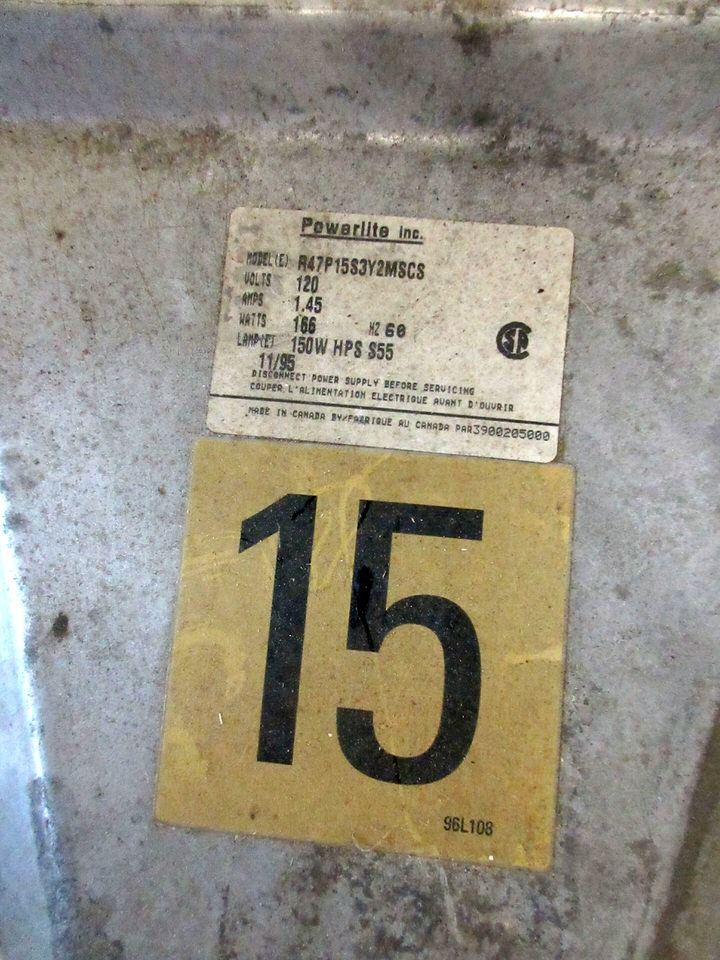 Powerlite inc.
MODEL(E) R47P15S3Y2MSCS
VOLTS 120
AMPS 1.45
WATTS 166 HZ 60
LAMP(E) 150W HPS S55
11/95
DISCONNECT POWER SUPPLY BEFORE SERVICING
COUPER L'ALIMENTATION ELECTRIQUE AVANT D'OUVRIR
MADE IN CANADA BY/FABRIQUE AU CANADA PAR3900205000
15
96L108